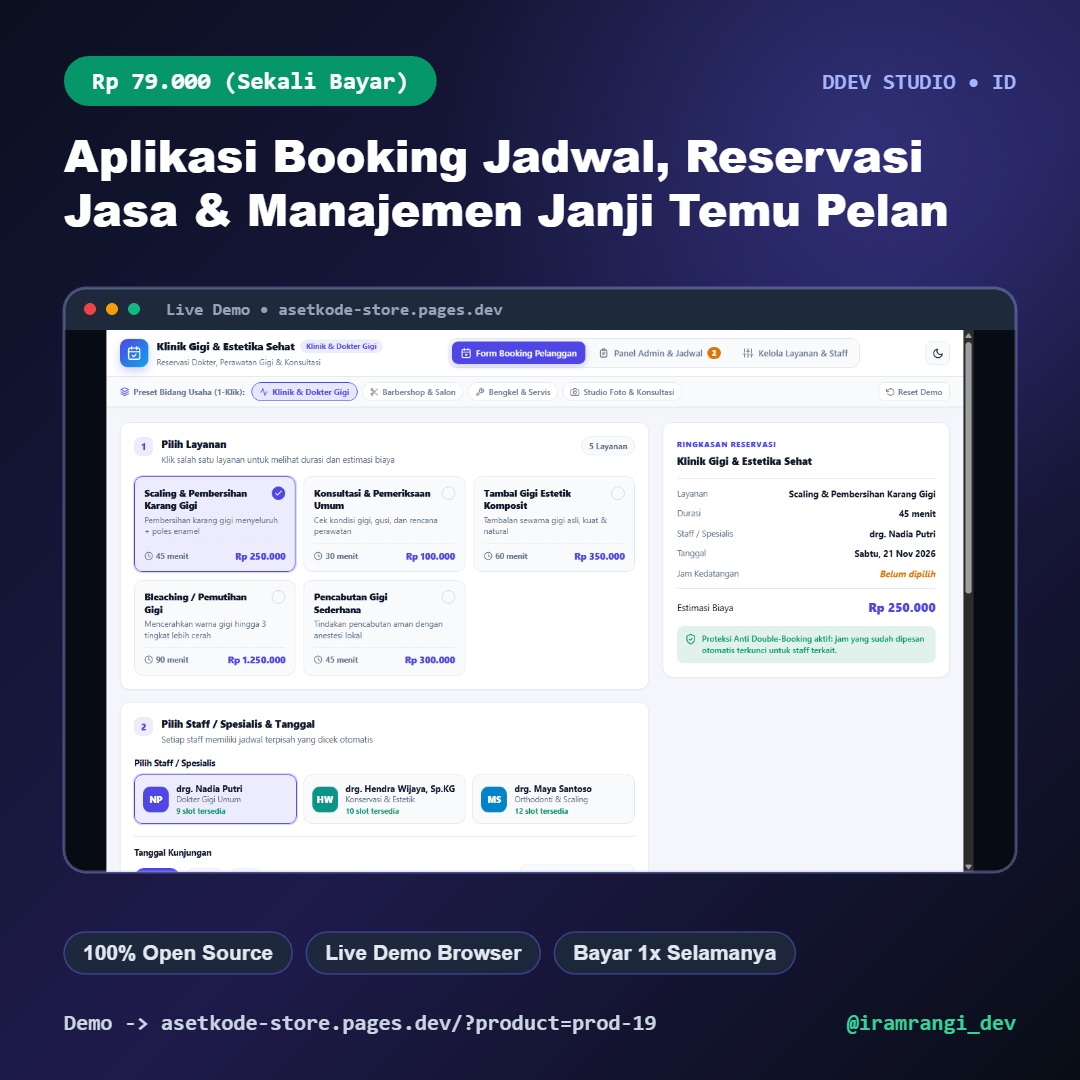 Rp 79.000 (Sekali Bayar)
DDEV STUDIO • ID
Aplikasi Booking Jadwal, Reservasi
Jasa & Manajemen Janji Temu Pelan
Live Demo • asetkode-store.pages.dev
Klinik Gigi & Estetika Sehat
Klinik & Dokter Gigi
Reservasi Dokter, Perawatan Gigi & Konsultasi
Form Booking Pelanggan
Panel Admin & Jadwal 2
Kelola Layanan & Staff
Preset Bidang Usaha (1-Klik):
Klinik & Dokter Gigi
Barbershop & Salon
Bengkel & Servis
Studio Foto & Konsultasi
Reset Demo
1
Pilih Layanan
5 Layanan
Klik salah satu layanan untuk melihat durasi dan estimasi biaya
Scaling & Pembersihan
Karang Gigi
Pembersihan karang gigi menyeluruh
+ poles enamel
45 menit
Rp 250.000
Konsultasi & Pemeriksaan
Umum
Cek kondisi gigi, gusi, dan rencana
perawatan
30 menit
Rp 100.000
Tambal Gigi Estetik
Komposit
Tambalan sewarna gigi asli, kuat &
natural
60 menit
Rp 350.000
Bleaching / Pemutihan
Gigi
Mencerahkan warna gigi hingga 3
tingkat lebih cerah
90 menit
Rp 1.250.000
Pencabutan Gigi
Sederhana
Tindakan pencabutan aman dengan
anestesi lokal
45 menit
Rp 300.000
RINGKASAN RESERVASI
Klinik Gigi & Estetika Sehat
Layanan
Scaling & Pembersihan Karang Gigi
Durasi
45 menit
Staff / Spesialis
drg. Nadia Putri
Tanggal
Sabtu, 21 Nov 2026
Jam Kedatangan
Belum dipilih
Estimasi Biaya
Rp 250.000
Proteksi Anti Double-Booking aktif: jam yang sudah dipesan
otomatis terkunci untuk staff terkait.
2
Pilih Staff / Spesialis & Tanggal
Setiap staff memiliki jadwal terpisah yang dicek otomatis
Pilih Staff / Spesialis
NP
drg. Nadia Putri
Dokter Gigi Umum
9 slot tersedia
HW
drg. Hendra Wijaya, Sp.KG
Konservasi & Estetik
10 slot tersedia
MS
drg. Maya Santoso
Orthodonti & Scaling
12 slot tersedia
Tanggal Kunjungan
100% Open Source
Live Demo Browser
Bayar 1x Selamanya
Demo -> asetkode-store.pages.dev/?product=prod-19
@iramrangi_dev